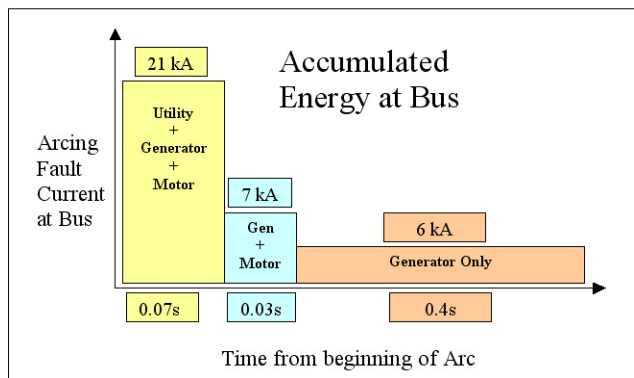 Accumulated
Energy at Bus
21 kA
Utility
+
Generator
+
Motor
Arcing
Fault
Current
at Bus
7 kA
Gen
+
Motor
6 kA
Generator Only
0.07s
0.03s
0.4s
Time from beginning of Arc